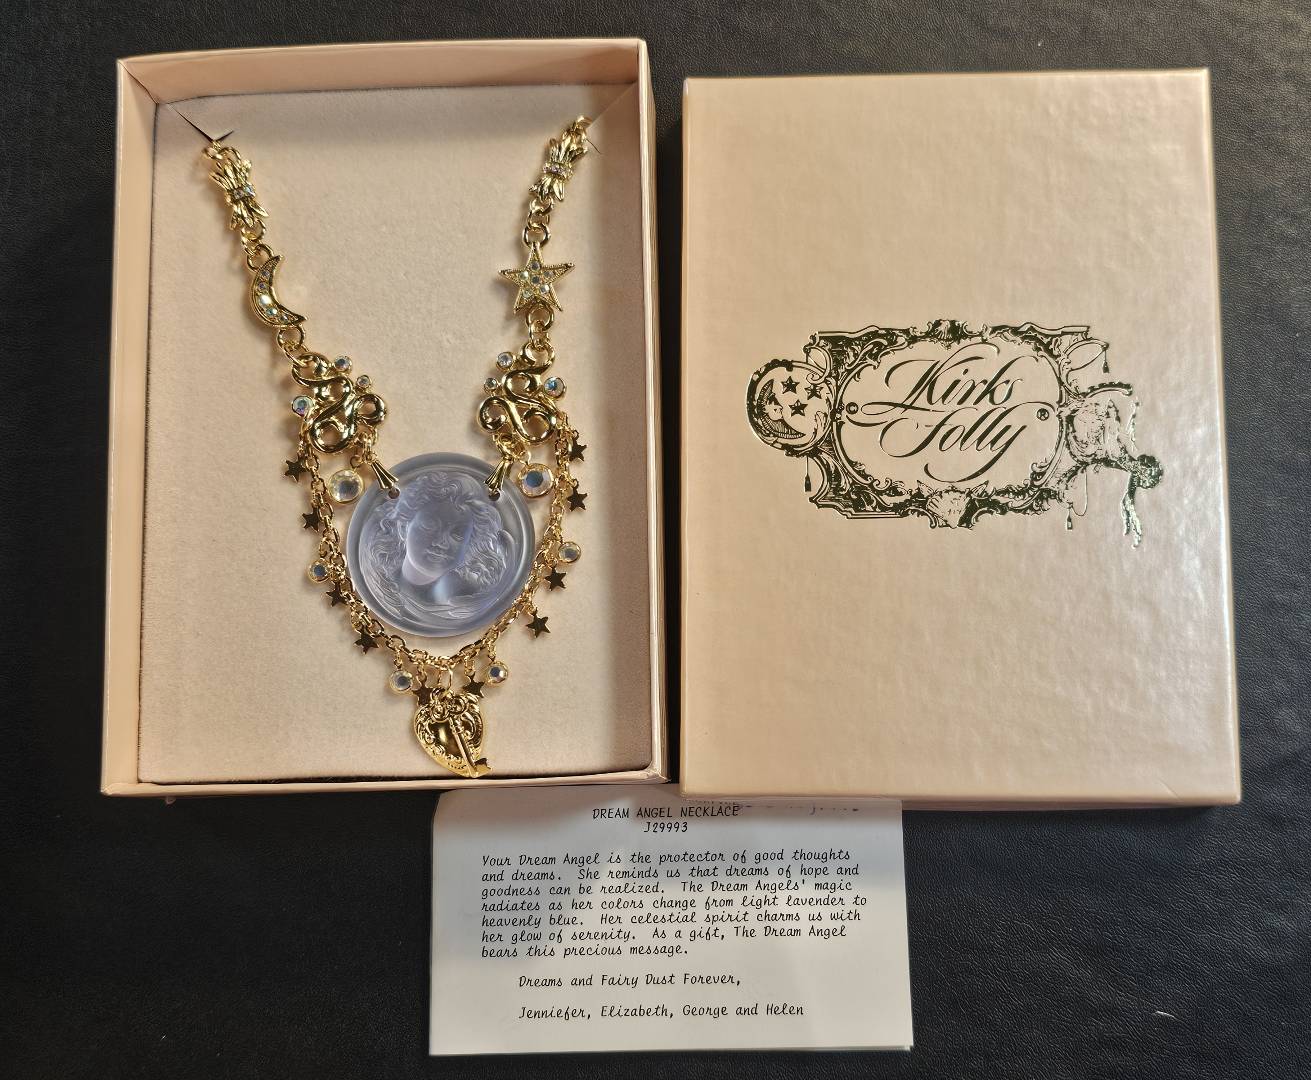 Kirks
Folly
®
DREAM ANGEL NECKLACE
J29993
Your Dream Angel is the protector of good thoughts
and dreams. She reminds us that dreams of hope and
goodness can be realized. The Dream Angels' magic
radiates as her colors change from light lavender to
heavenly blue. Her celestial spirit charms us with
her glow of serenity. As a gift, The Dream Angel
bears this precious message.
Dreams and Fairy Dust Forever,
Jenniefer, Elizabeth, George and Helen